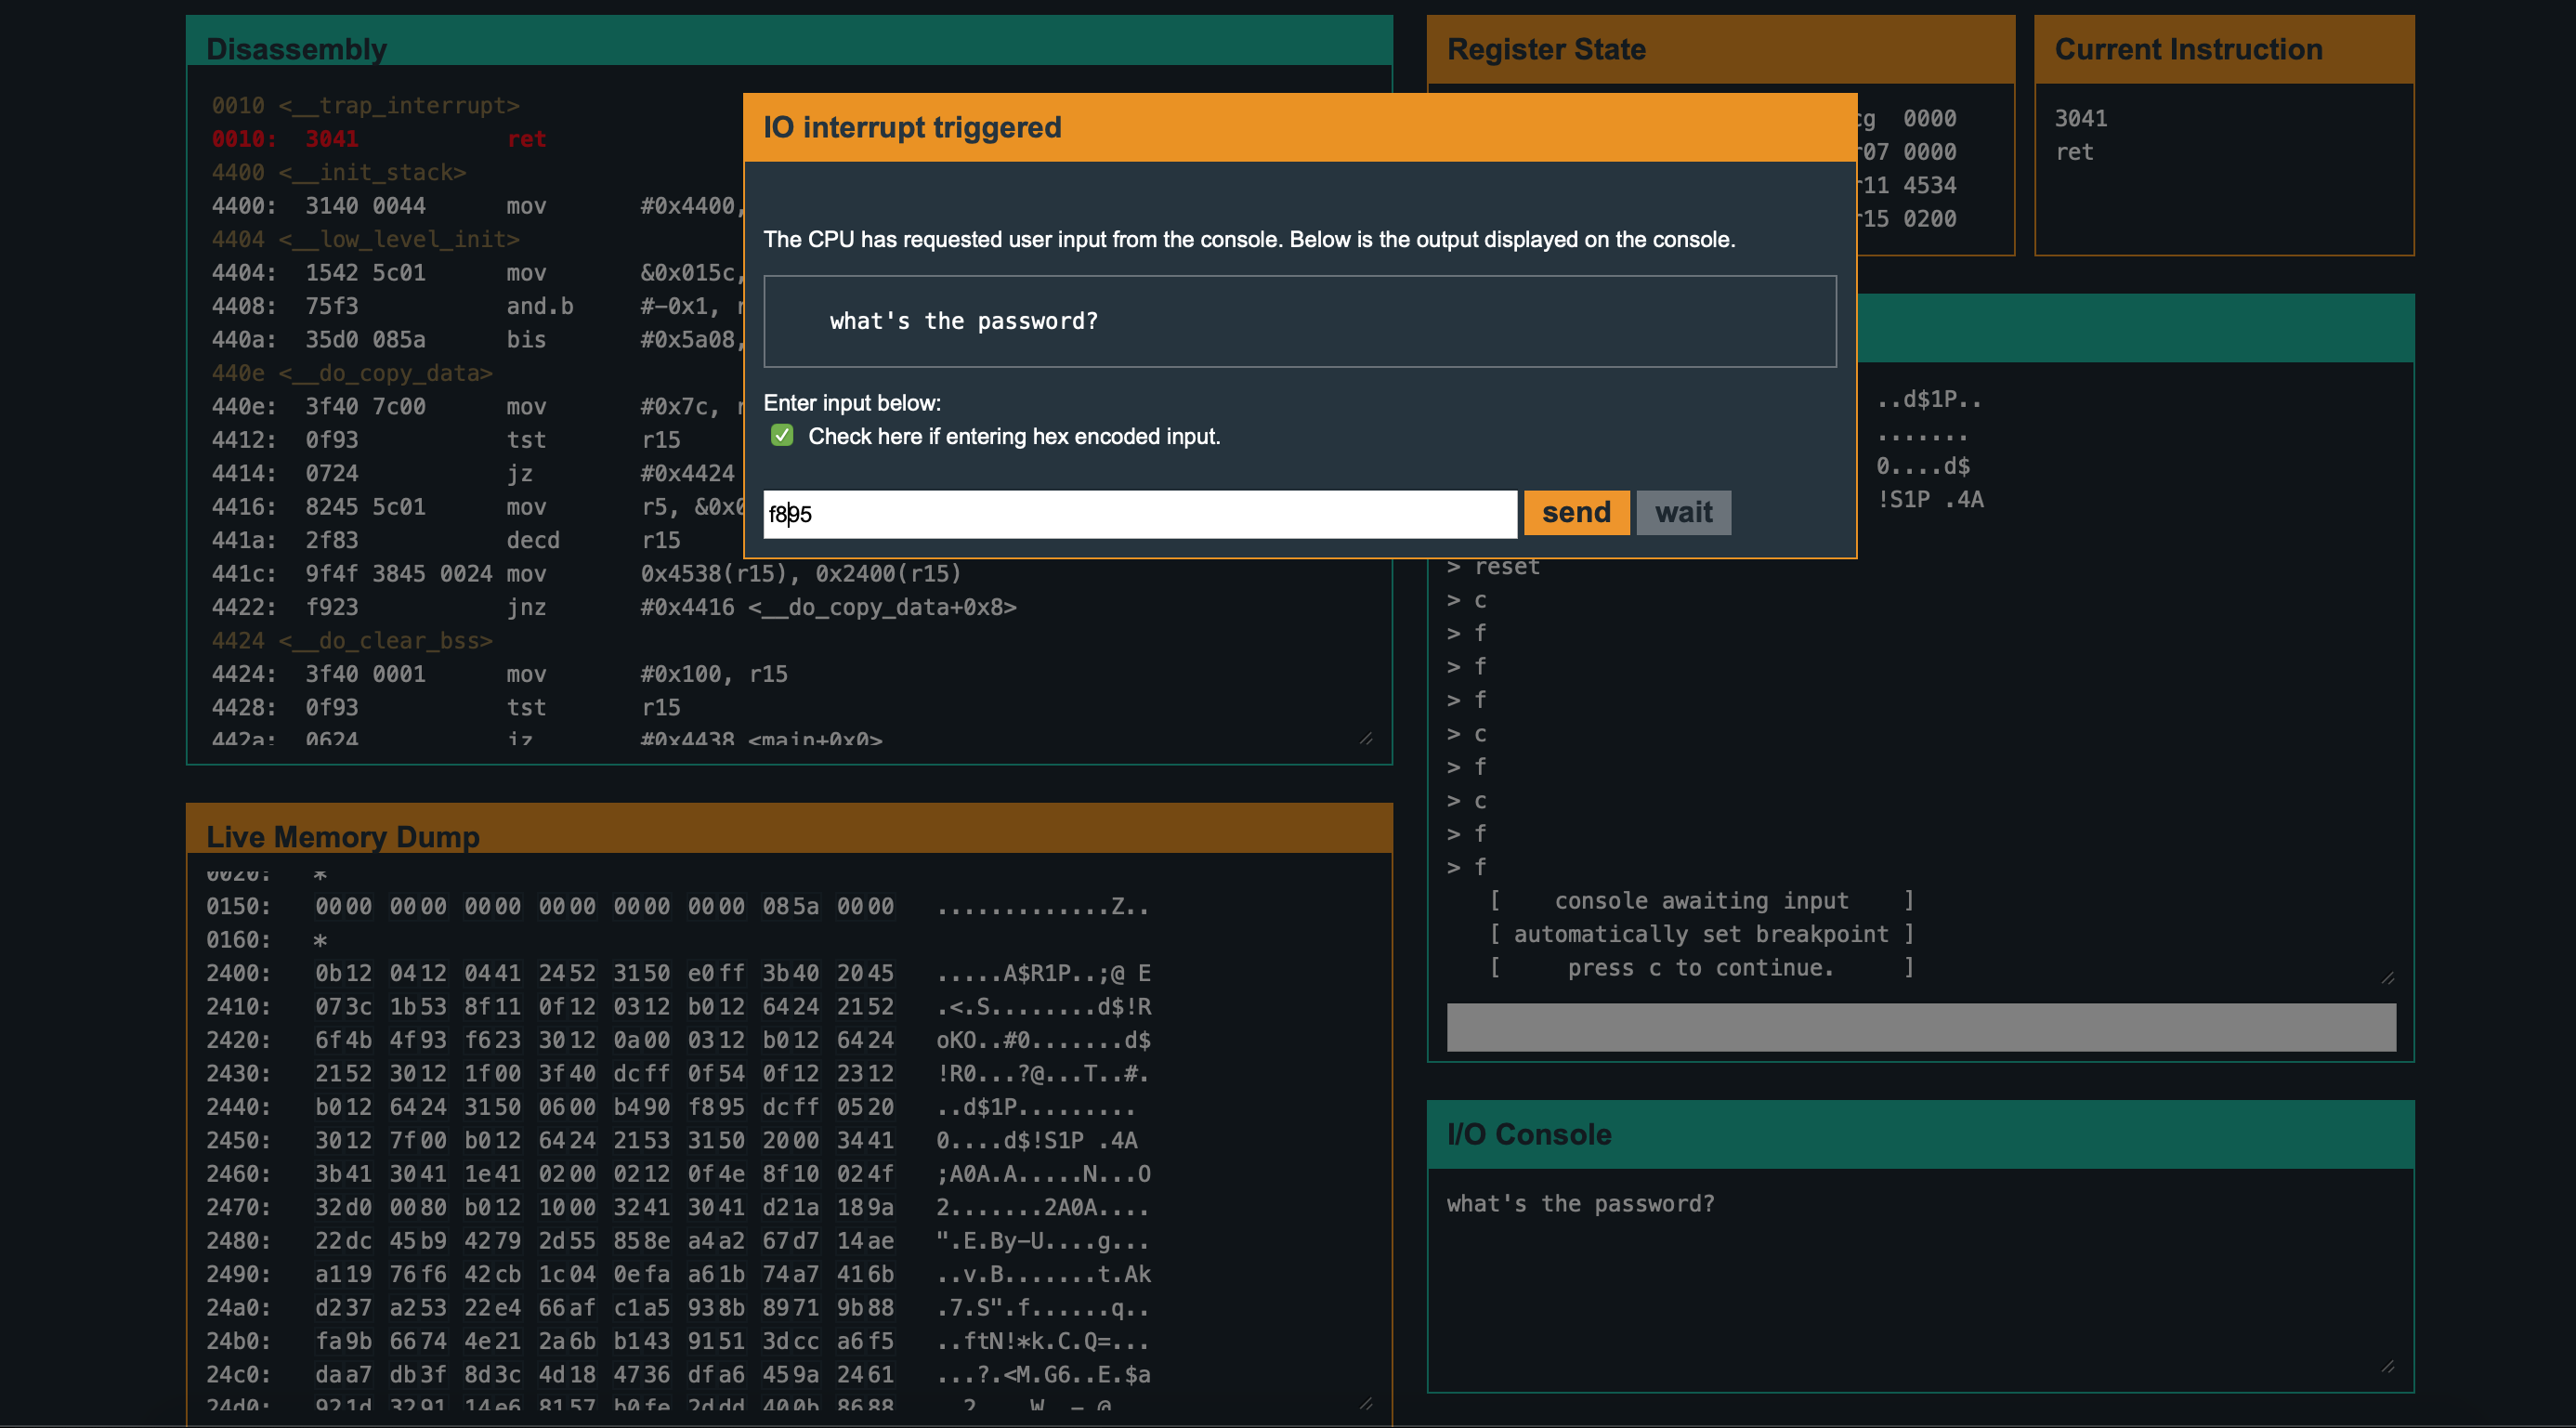 Disassembly
0010 <__trap_interrupt>
0010: 3041 ret
4400 <__init_stack>
4400: 3140 0044 mov #0x4400,
4404 <__low_level_init>
4404: 1542 5c01 mov &0x015c,
4408: 75f3 and.b #-0x1, r
440a: 35d0 085a bis #0x5a08,
440e <__do_copy_data>
440e: 3f40 7c00 mov #0x7c, r
4412: 0f93 tst r15
4414: 0724 jz #0x4424
4416: 8245 5c01 mov r5, &0x0
441a: 2f83 decd r15
441c: 9f4f 3845 0024 mov 0x4538(r15), 0x2400(r15)
4422: f923 jnz #0x4416 <__do_copy_data+0x8>
4424 <__do_clear_bss>
4424: 3f40 0001 mov #0x100, r15
4428: 0f93 tst r15
442a: 0624 jz #0x4438 <main+0x0>
IO interrupt triggered
The CPU has requested user input from the console. Below is the output displayed on the console.
what's the password?
Enter input below:
Check here if entering hex encoded input.
f895
send
wait
Register State
cg 0000
r07 0000
r11 4534
r15 0200
Current Instruction
3041
ret
..d$1P..
.......
0....d$
!S1P .4A
> reset
> c
> f
> f
> f
> c
> f
> c
> f
> f
[ console awaiting input ]
[ automatically set breakpoint ]
[ press c to continue. ]
Live Memory Dump
0020: *
0150: 0000 0000 0000 0000 0000 0000 085a 0000 .............Z..
0160: *
2400: 0b12 0412 0441 2452 3150 e0ff 3b40 2045 .....A$R1P..;@ E
2410: 073c 1b53 8f11 0f12 0312 b012 6424 2152 .<.S........d$!R
2420: 6f4b 4f93 f623 3012 0a00 0312 b012 6424 oKO..#0.......d$
2430: 2152 3012 1f00 3f40 dcff 0f54 0f12 2312 !R0...?@...T..#.
2440: b012 6424 3150 0600 b490 f895 dcff 0520 ..d$1P.........
2450: 3012 7f00 b012 6424 2153 3150 2000 3441 0....d$!S1P .4A
2460: 3b41 3041 1e41 0200 0212 0f4e 8f10 024f ;A0A.A.....N...O
2470: 32d0 0080 b012 1000 3241 3041 d21a 189a 2.......2A0A....
2480: 22dc 45b9 4279 2d55 858e a4a2 67d7 14ae ".E.By-U....g...
2490: a119 76f6 42cb 1c04 0efa a61b 74a7 416b ..v.B.......t.Ak
24a0: d237 a253 22e4 66af c1a5 938b 8971 9b88 .7.S".f......q..
24b0: fa9b 6674 4e21 2a6b b143 9151 3dcc a6f5 ..ftN!*k.C.Q=...
24c0: daa7 db3f 8d3c 4d18 4736 dfa6 459a 2461 ...?.<M.G6..E.$a
24d0: 921d 3291 14e6 8157 b0fe 2ddd 400b 8688 ..2....W..-.@...
I/O Console
what's the password?